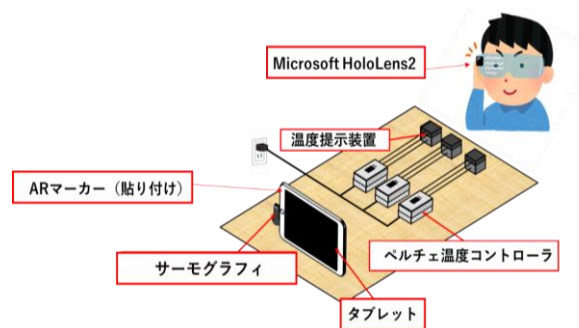 Microsoft HoloLens2
温度提示装置
ARマーカー（貼り付け）
ペルチェ温度コントローラ
サーモグラフィ
タブレット